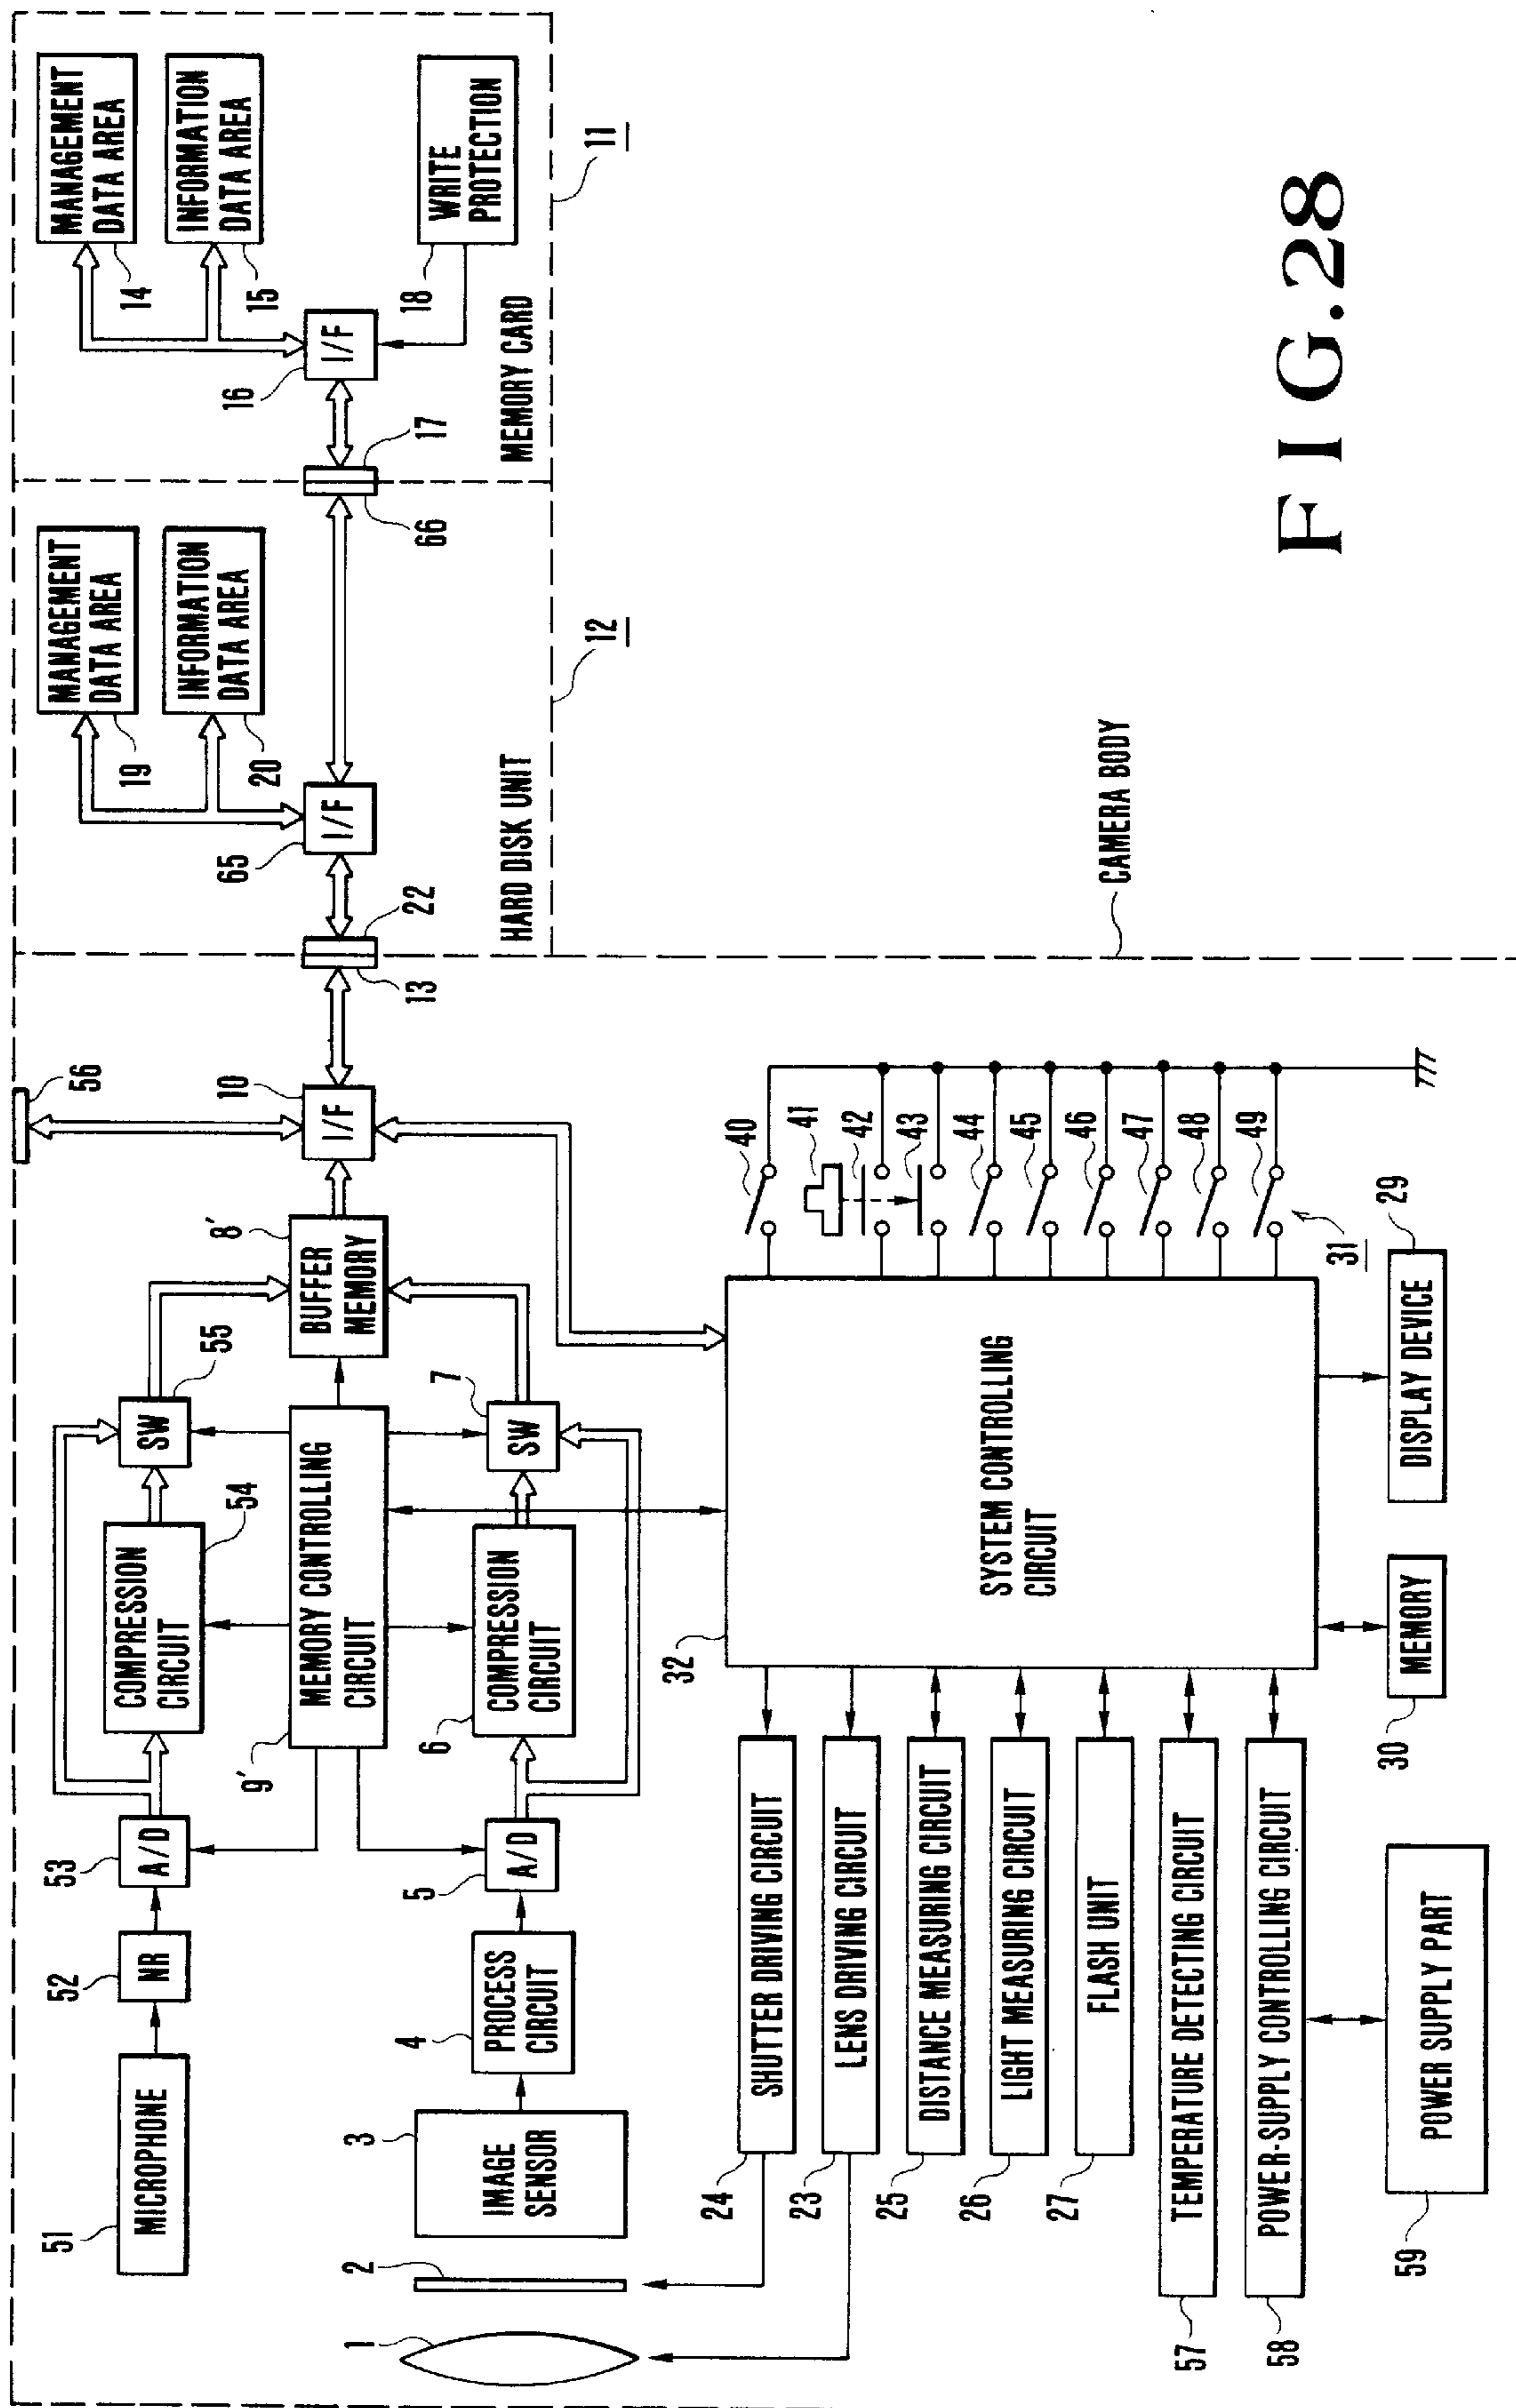 51
MICROPHONE
52
NR
53
A/D
COMPRESSION
CIRCUIT
54
SW
55
56
9'
MEMORY CONTROLLING
CIRCUIT
BUFFER
MEMORY
8'
I/F
10
1
2
3
IMAGE
SENSOR
4
PROCESS
CIRCUIT
5
A/D
6
COMPRESSION
CIRCUIT
7
SW
13
22
HARD DISK UNIT
65
I/F
19
MANAGEMENT
DATA AREA
20
INFORMATION
DATA AREA
12
66
17
MEMORY CARD
16
I/F
14
MANAGEMENT
DATA AREA
15
INFORMATION
DATA AREA
18
WRITE
PROTECTION
11
24
SHUTTER DRIVING CIRCUIT
23
LENS DRIVING CIRCUIT
25
DISTANCE MEASURING CIRCUIT
26
LIGHT MEASURING CIRCUIT
27
FLASH UNIT
57
TEMPERATURE DETECTING CIRCUIT
58
POWER-SUPPLY CONTROLLING CIRCUIT
59
POWER SUPPLY PART
32
SYSTEM CONTROLLING
CIRCUIT
30
MEMORY
DISPLAY DEVICE
29
31
40
41
42
43
44
45
46
47
48
49
CAMERA BODY
FIG.28